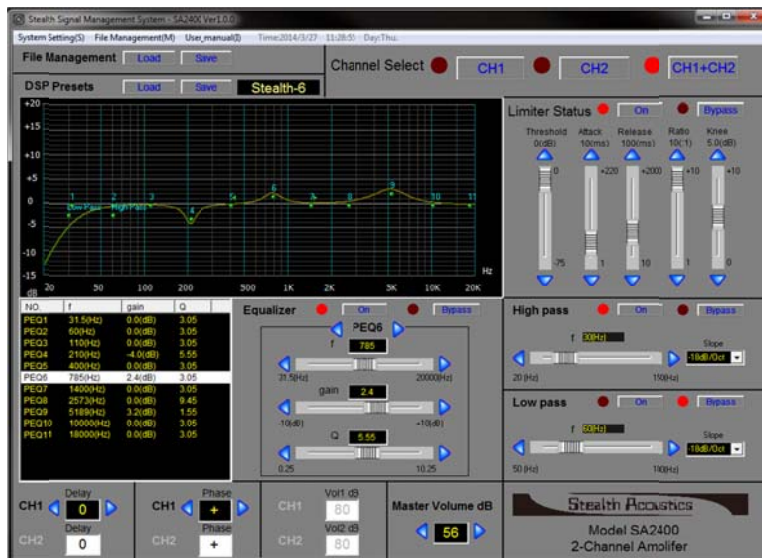 Stealth Signal Management System - SA2400 Ver1.0.0
System Setting(S) File Management(M) User_manual(I) Time:2014/3/27 11:28:55 Day:Thu.
File Management Load Save
Channel Select CH1 CH2 CH1+CH2
DSP Presets Load Save Stealth-6
+20
+15
+10
+5
0
-5
-10
-15
dB
1 2 3 4 5 6 7 8 9 10 11
Low Pass High Pass
20 50 100 200 500 1K 2K 5K 10K 20K
Hz
Limiter Status On Bypass
Threshold Attack Release Ratio Knee
0(dB) 10(ms) 100(ms) 10(:1) 5.0(dB)
0 +220 +2000 +10 +10
-75 1 10 1 0
NO. f gain Q
PEQ1 31.5(Hz) 0.0(dB) 3.05
PEQ2 60(Hz) 0.0(dB) 3.05
PEQ3 110(Hz) 0.0(dB) 3.05
PEQ4 210(Hz) -4.0(dB) 5.55
PEQ5 400(Hz) 0.0(dB) 3.05
PEQ6 785(Hz) 2.4(dB) 3.05
PEQ7 1400(Hz) 0.0(dB) 3.05
PEQ8 2573(Hz) 0.0(dB) 9.45
PEQ9 5189(Hz) 3.2(dB) 1.55
PEQ10 10000(Hz) 0.0(dB) 3.05
PEQ11 18000(Hz) 0.0(dB) 3.05
Equalizer On Bypass
PEQ6
f
785
31.5(Hz) 20000(Hz)
gain
2.4
-10(dB) +10(dB)
Q
5.55
0.25 10.25
High pass On Bypass
f 30(Hz) Slope
-18dB/Oct
20 (Hz) 150(Hz)
Low pass On Bypass
f 60(Hz) Slope
-18dB/Oct
50 (Hz)
Delay
CH1 0
Delay
CH2 0
Phase
CH1 +
Phase
CH2 +
Vol1 dB
CH1 80
Vol2 dB
CH2 80
Master Volume dB
56
Stealth Acoustics
Model SA2400
2-Channel Amplifer